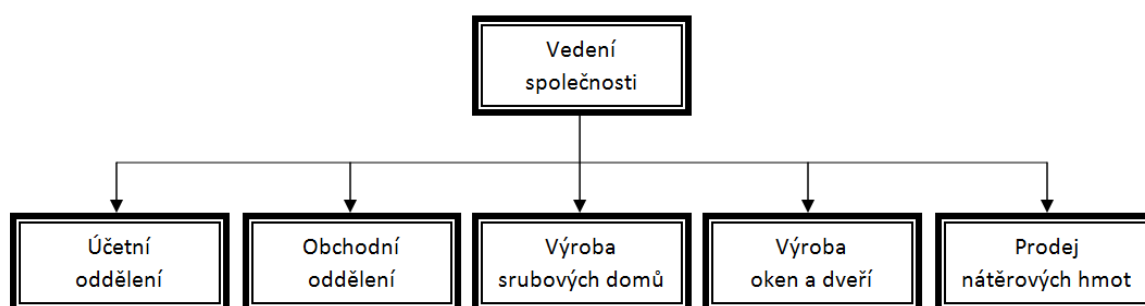 Vedení
společnosti
Účetní
oddělení
Obchodní
oddělení
Výroba
srubových domů
Výroba
oken a dveří
Prodej
nátěrových hmot